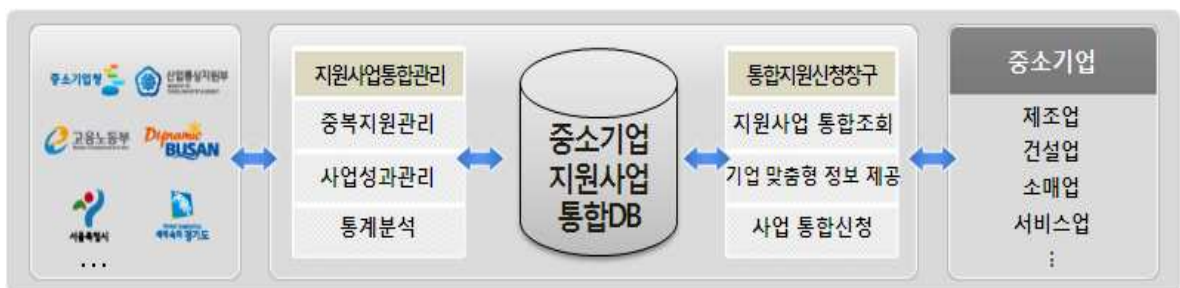 중소기업청
산업통상자원부
고용노동부
Dynamic
BUSAN
서울특별시
세계속의 경기도
...
지원사업통합관리
중복지원관리
사업성과관리
통계분석
중소기업
지원사업
통합DB
통합지원신청창구
지원사업 통합조회
기업 맞춤형 정보 제공
사업 통합신청
중소기업
제조업
건설업
소매업
서비스업
⋮